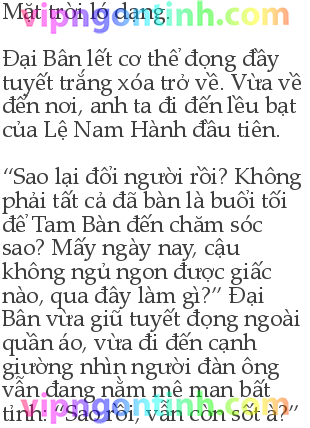 Mặt trời ló dạng.
vipngontinh.com
Đại Bân lết cơ thể đọng đầy
tuyết trắng xóa trở về. Vừa về
đến nơi, anh ta đi đến lều bạt
của Lệ Nam Hành đầu tiên.
“Sao lại đổi người rồi? Không
phải tất cả đã bàn là buổi tối
để Tam Bàn đến chăm sóc
sao? Mấy ngày nay, cậu
không ngủ ngon được giấc
nào, qua đây làm gì?” Đại
Bân vừa giũ tuyết đọng ngoài
quần áo, vừa đi đến cạnh
giường nhìn người đàn ông
vẫn đang nằm mê man bất
vipngontinh.com
tỉnh: “Sao rồi, vẫn còn sốt à?”